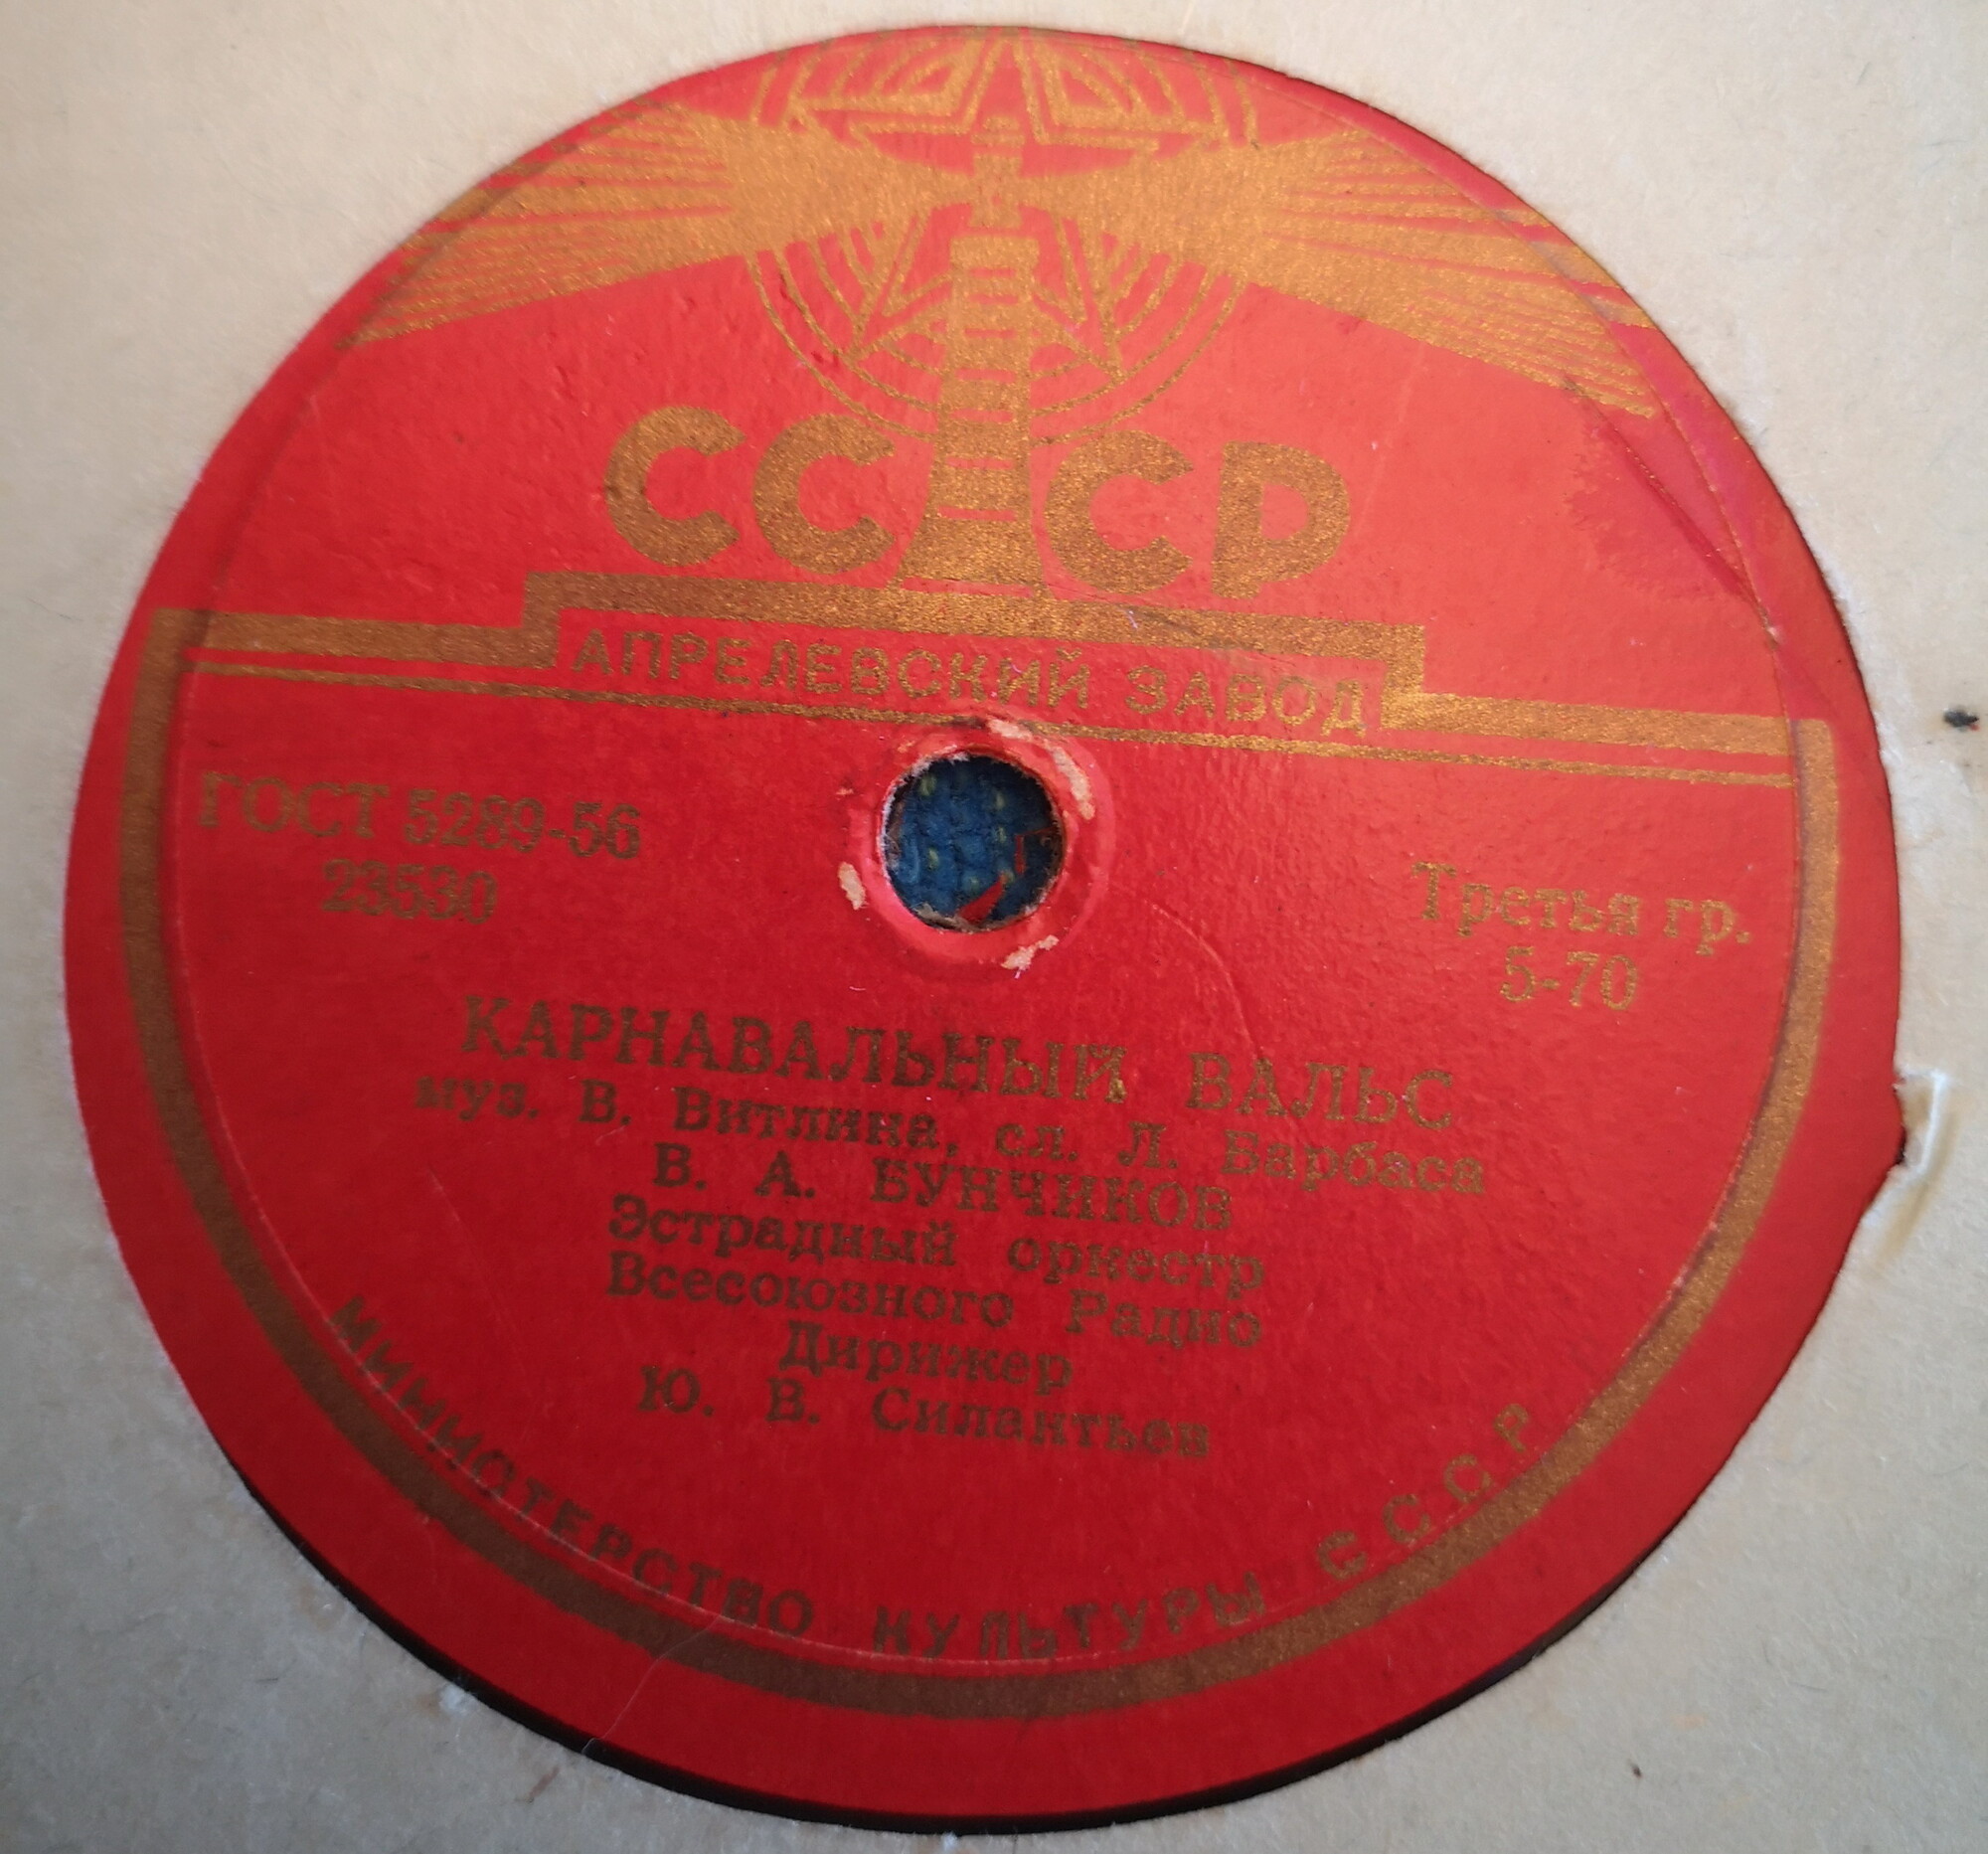 СССР
АПРЕЛЕВСКИЙ ЗАВОД
ГОСТ 5289-56
23530
Третья гр.
5-70
КАРНАВАЛЬНЫЙ ВАЛЬС
муз. В. Витлина, сл. Л. Барбаса
В. А. БУНЧИКОВ
Эстрадный оркестр
Всесоюзного Радио
Дирижер
Ю. В. Силантьев
МИНИСТЕРСТВО КУЛЬТУРЫ СССР